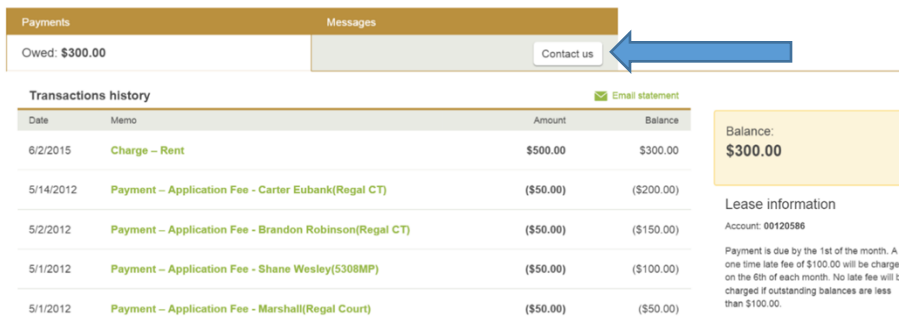 Payments Messages
Owed: $300.00 Contact us
Transactions history Email statement
Date Memo Amount Balance
6/2/2015 Charge – Rent $500.00 $300.00
5/14/2012 Payment – Application Fee - Carter Eubank(Regal CT) ($50.00) ($200.00)
5/2/2012 Payment – Application Fee - Brandon Robinson(Regal CT) ($50.00) ($150.00)
5/1/2012 Payment – Application Fee - Shane Wesley(5308MP) ($50.00) ($100.00)
5/1/2012 Payment – Application Fee - Marshall(Regal Court) ($50.00) ($50.00)
Balance:
$300.00
Lease information
Account: 00120586
Payment is due by the 1st of the month. A
one time late fee of $100.00 will be charge
on the 6th of each month. No late fee will b
charged if outstanding balances are less
than $100.00.